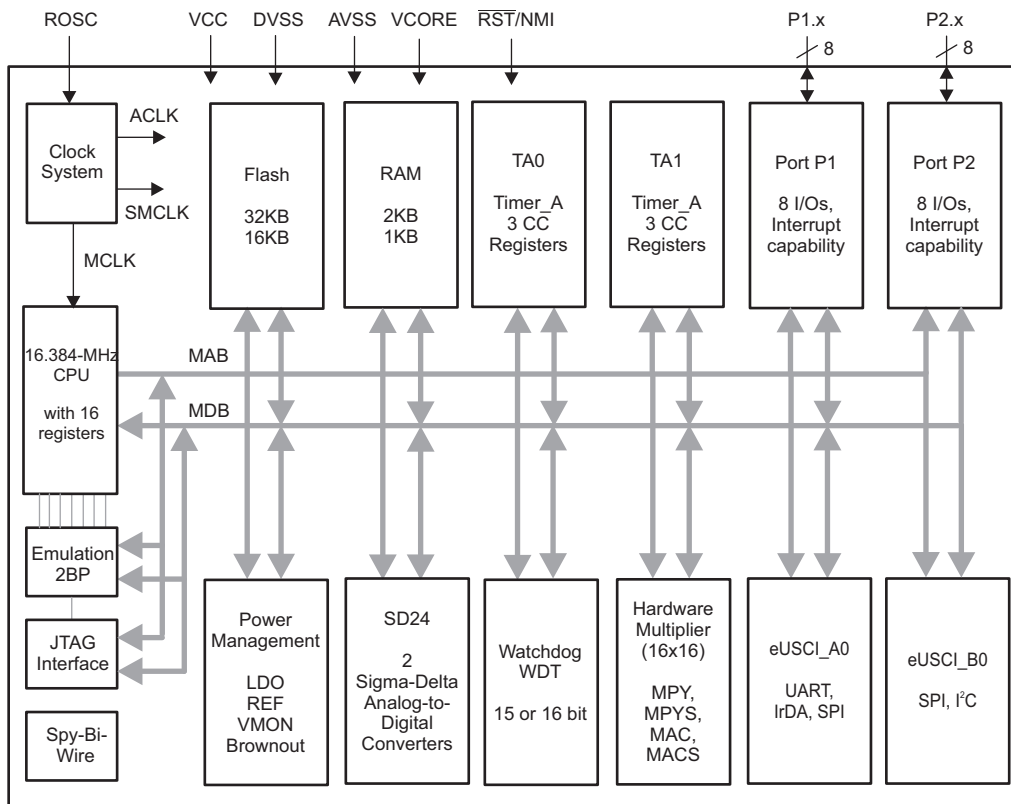 ROSC
VCC
DVSS
AVSS
VCORE
RST/NMI
P1.x
P2.x
8
8
Clock
System
ACLK
SMCLK
MCLK
Flash
32KB
16KB
RAM
2KB
1KB
TA0
Timer_A
3 CC
Registers
TA1
Timer_A
3 CC
Registers
Port P1
8 I/Os,
Interrupt
capability
Port P2
8 I/Os,
Interrupt
capability
16.384-MHz
CPU
with 16
registers
MAB
MDB
Emulation
2BP
JTAG
Interface
Spy-Bi-
Wire
Power
Management
LDO
REF
VMON
Brownout
SD24
2
Sigma-Delta
Analog-to-
Digital
Converters
Watchdog
WDT
15 or 16 bit
Hardware
Multiplier
(16x16)
MPY,
MPYS,
MAC,
MACS
eUSCI_A0
UART,
IrDA, SPI
eUSCI_B0
SPI, I²C